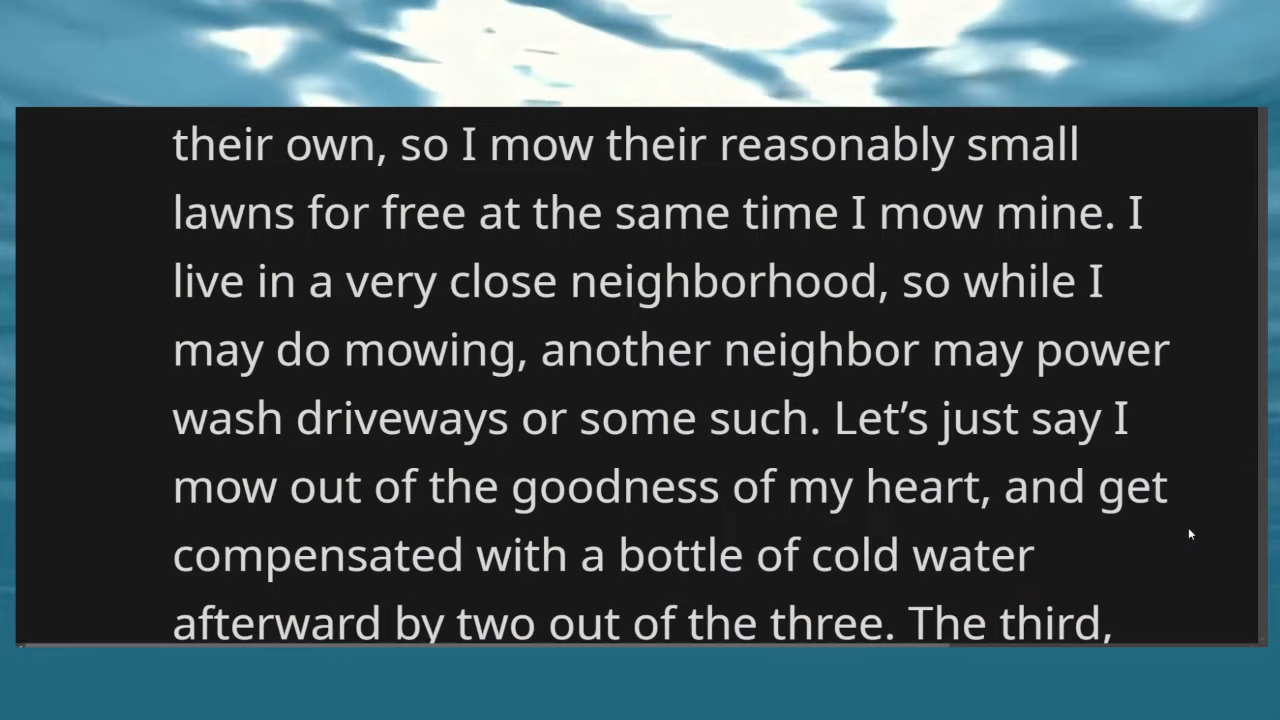 their own, so I mow their reasonably small
lawns for free at the same time I mow mine. I
live in a very close neighborhood, so while I
may do mowing, another neighbor may power
wash driveways or some such. Let’s just say I
mow out of the goodness of my heart, and get
compensated with a bottle of cold water
afterward by two out of the three. The third,